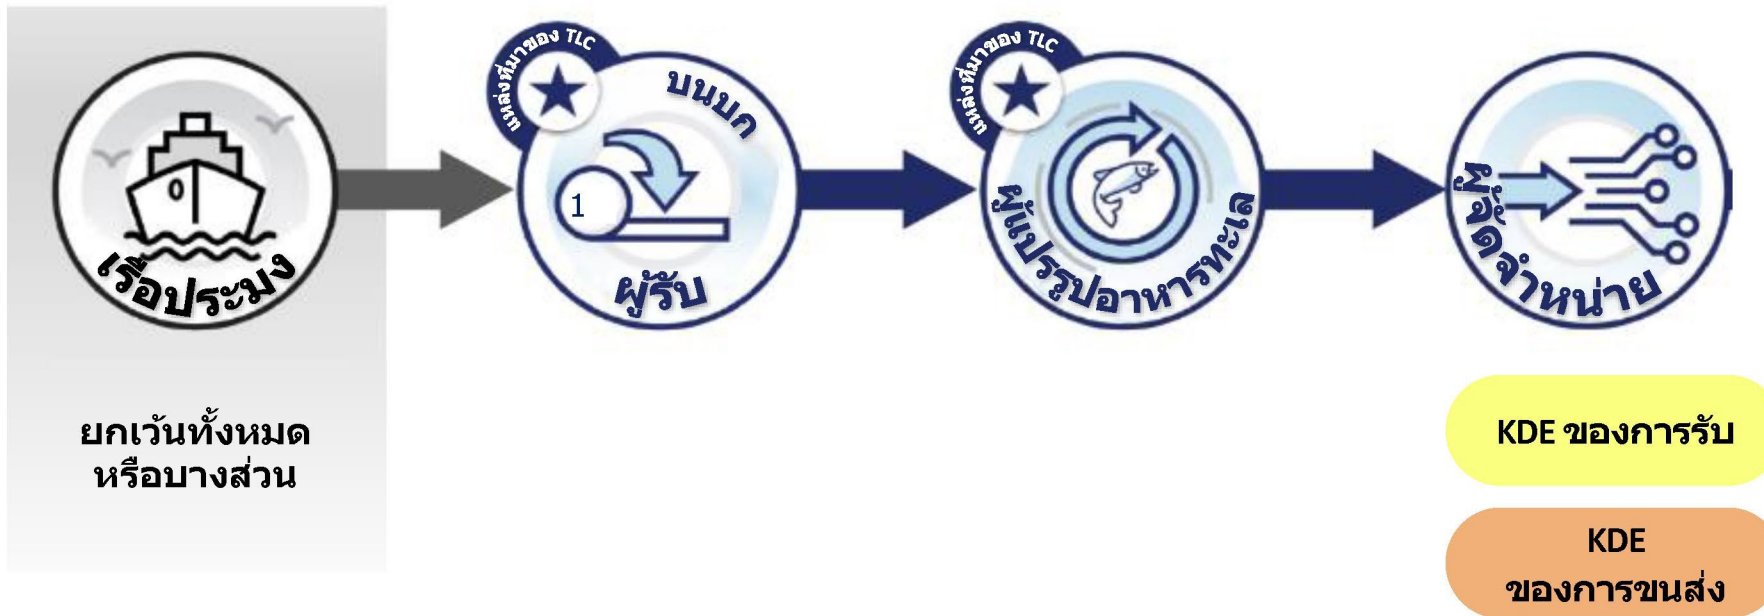 แหล่งที่มาของ TLC
บนบก
1
ผู้รับ
แหล่งที่มาของ TLC
ผู้แปรรูปอาหารทะเล
ผู้จัดจำหน่าย
เรือประมง
ยกเว้นทั้งหมด
หรือบางส่วน
KDE ของการรับ
KDE
ของการขนส่ง